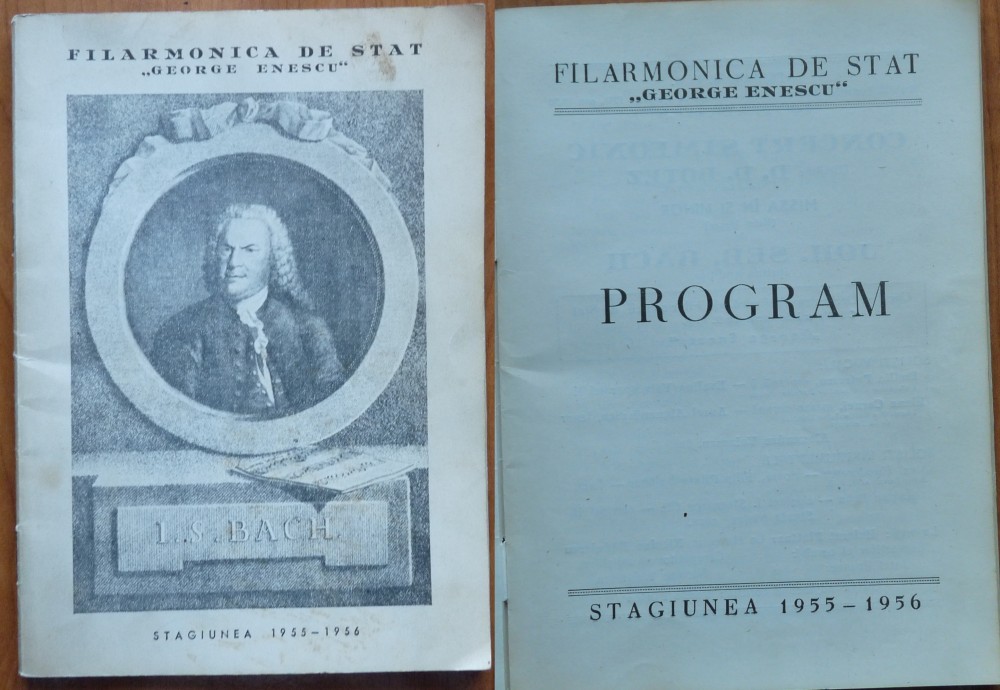 FILARMONICA DE STAT
„GEORGE ENESCU“
I. S. BACH.
STAGIUNEA 1955–1956
FILARMONICA DE STAT
„GEORGE ENESCU“
PROGRAM
STAGIUNEA 1955–1956